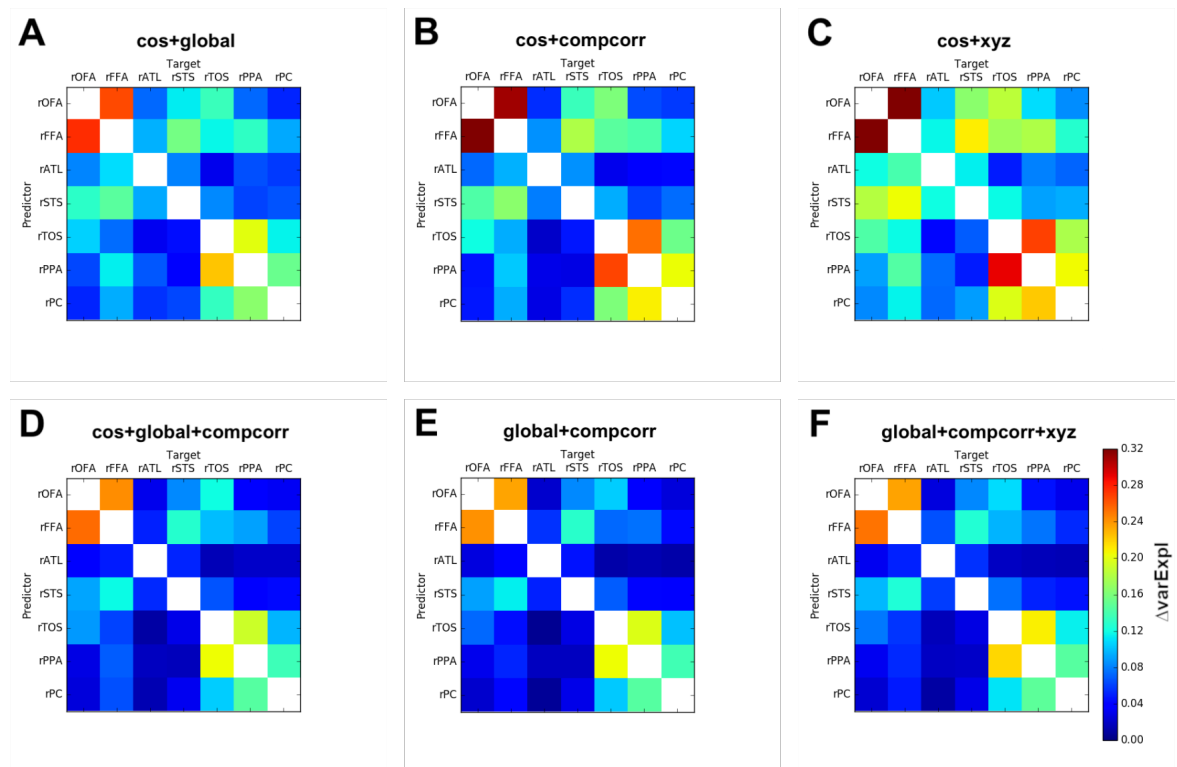 A
cos+global
Target
rOFA rFFA rATL rSTS rTOS rPPA rPC
Predictor
rOFA
rFFA
rATL
rSTS
rTOS
rPPA
rPC
B
cos+compcorr
Target
rOFA rFFA rATL rSTS rTOS rPPA rPC
Predictor
rOFA
rFFA
rATL
rSTS
rTOS
rPPA
rPC
C
cos+xyz
Target
rOFA rFFA rATL rSTS rTOS rPPA rPC
Predictor
rOFA
rFFA
rATL
rSTS
rTOS
rPPA
rPC
D
cos+global+compcorr
Target
rOFA rFFA rATL rSTS rTOS rPPA rPC
Predictor
rOFA
rFFA
rATL
rSTS
rTOS
rPPA
rPC
E
global+compcorr
Target
rOFA rFFA rATL rSTS rTOS rPPA rPC
Predictor
rOFA
rFFA
rATL
rSTS
rTOS
rPPA
rPC
F
global+compcorr+xyz
Target
rOFA rFFA rATL rSTS rTOS rPPA rPC
Predictor
rOFA
rFFA
rATL
rSTS
rTOS
rPPA
rPC
0.32
0.28
0.24
0.20
0.16
0.12
0.08
0.04
0.00
ΔvarExpl